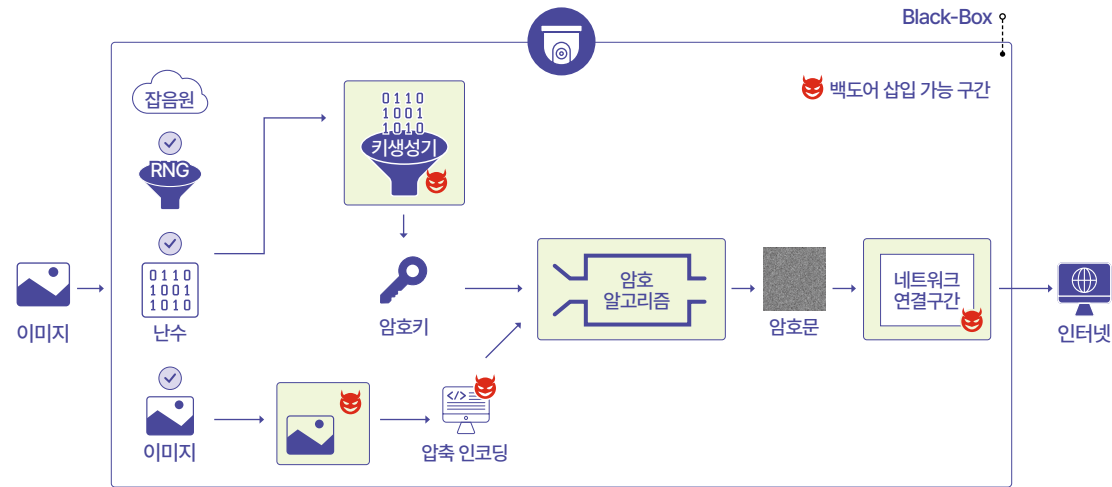 Black-Box
백도어 삽입 가능 구간
잡음원
RNG
0110
1001
1010
난수
0110
1001
1010
키생성기
암호키
이미지
이미지
압축 인코딩
</>
암호
알고리즘
암호문
네트워크
연결구간
인터넷